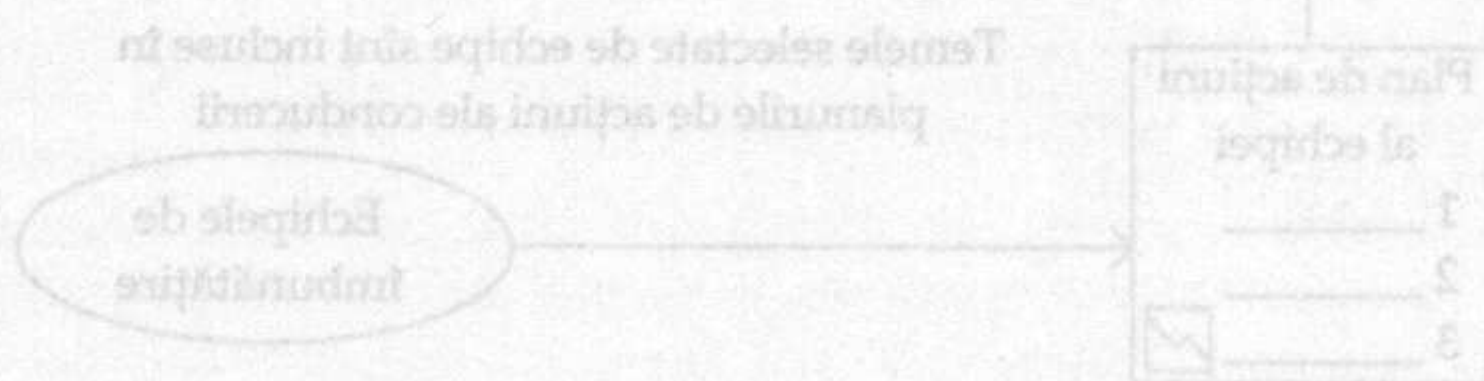 Temele selectate de echipe sînt incluse în
planurile de acțiuni ale conducerii
Echipele de
îmbunătățire
Plan de acțiuni
al echipei
1
2
3